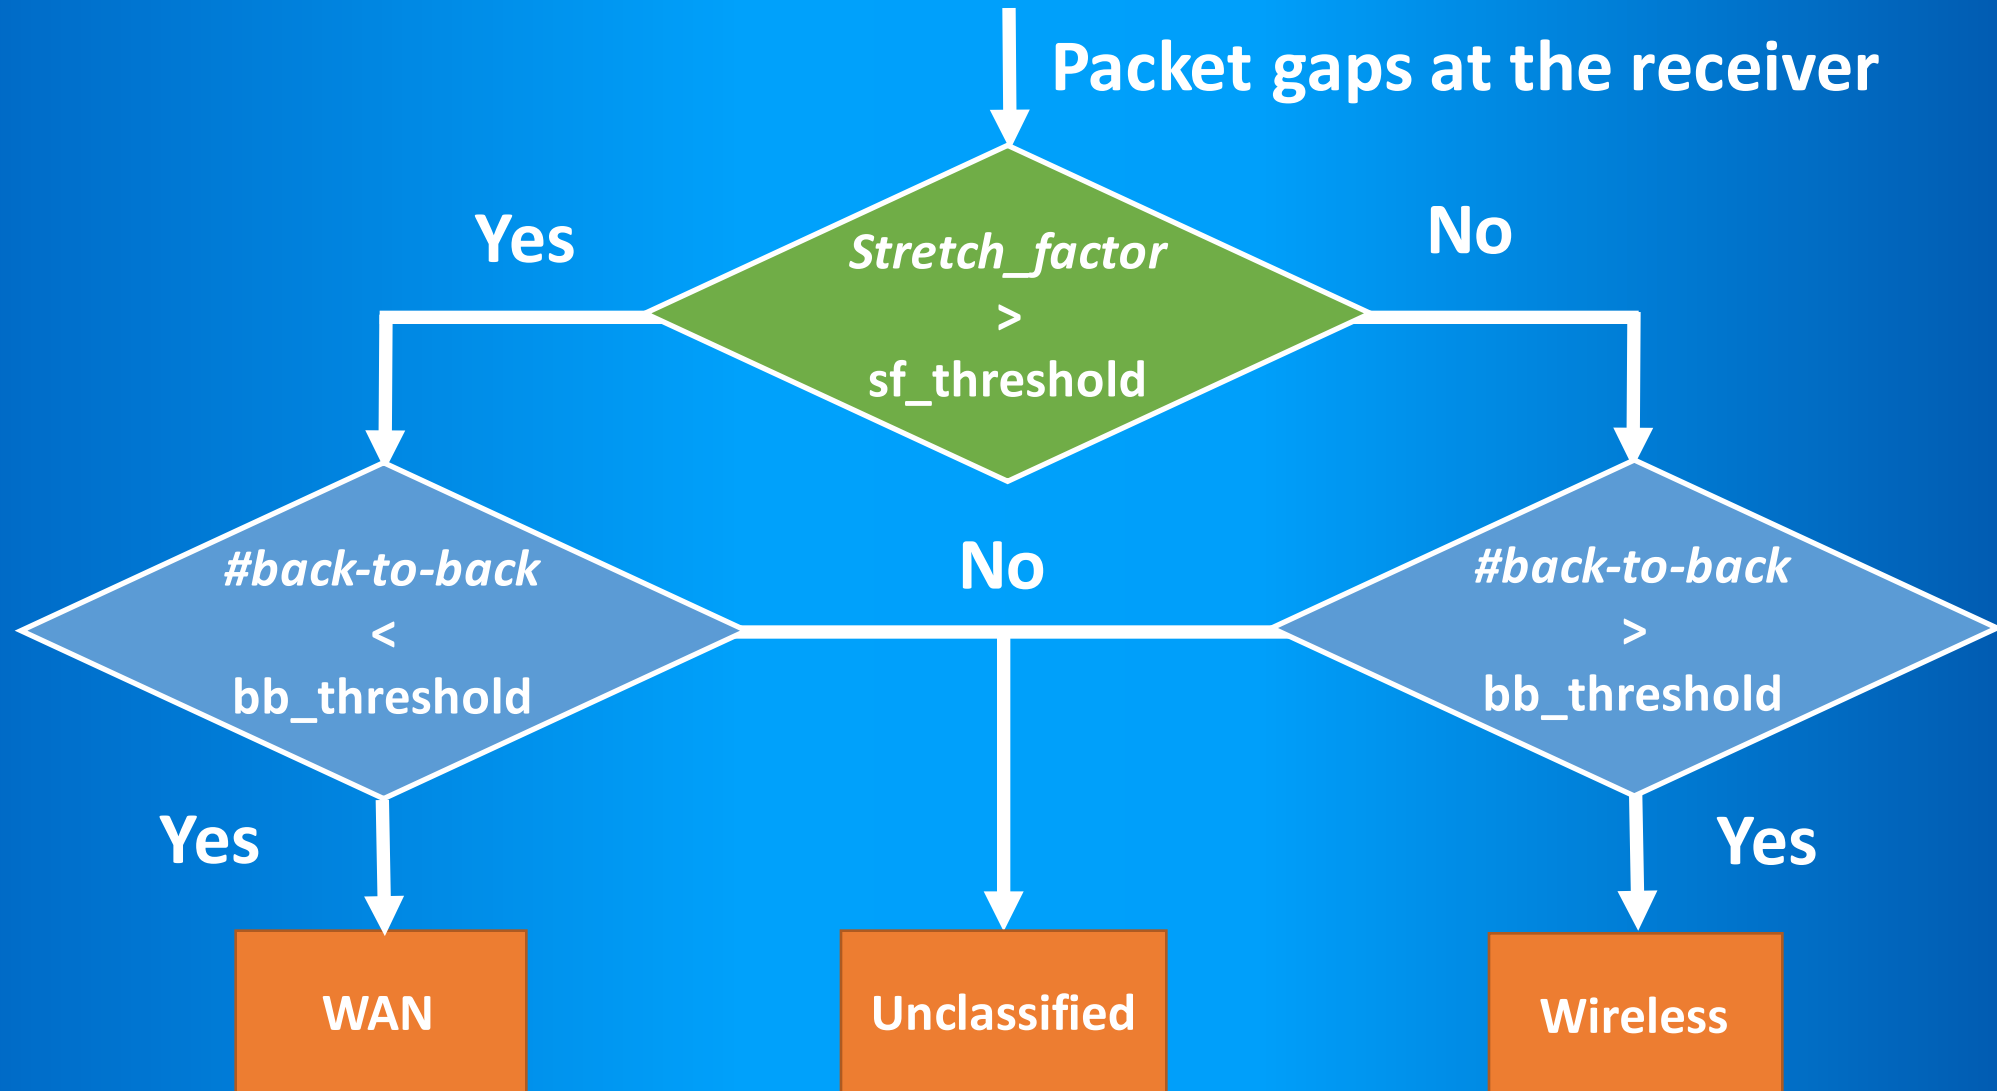 Packet gaps at the receiver
Yes
No
Stretch_factor
>
sf_threshold
#back-to-back
<
bb_threshold
No
#back-to-back
>
bb_threshold
Yes
Yes
WAN
Unclassified
Wireless